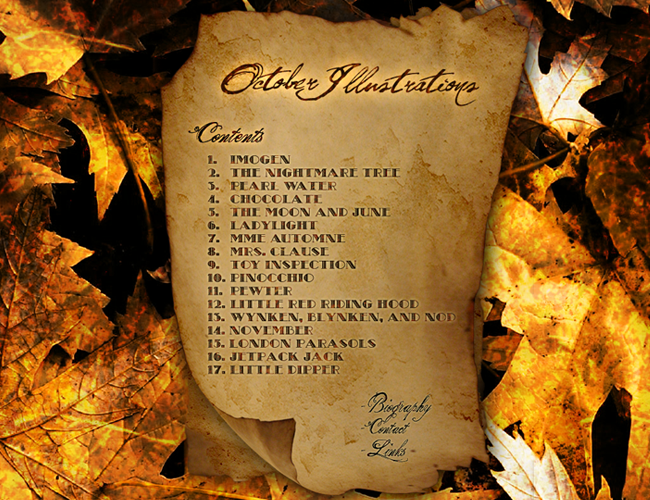 October Illustrations
Contents
1. IMOGEN
2. THE NIGHTMARE TREE
3. PEARL WATER
4. CHOCOLATE
5. THE MOON AND JUNE
6. LADYLIGHT
7. MME AUTOMNE
8. MRS. CLAUSE
9. TOY INSPECTION
10. PINOCCHIO
11. PEWTER
12. LITTLE RED RIDING HOOD
13. WYNKEN, BLYNKEN, AND NOD
14. NOVEMBER
15. LONDON PARASOLS
16. JETPACK JACK
17. LITTLE DIPPER
-Biography
-Contact
-Links